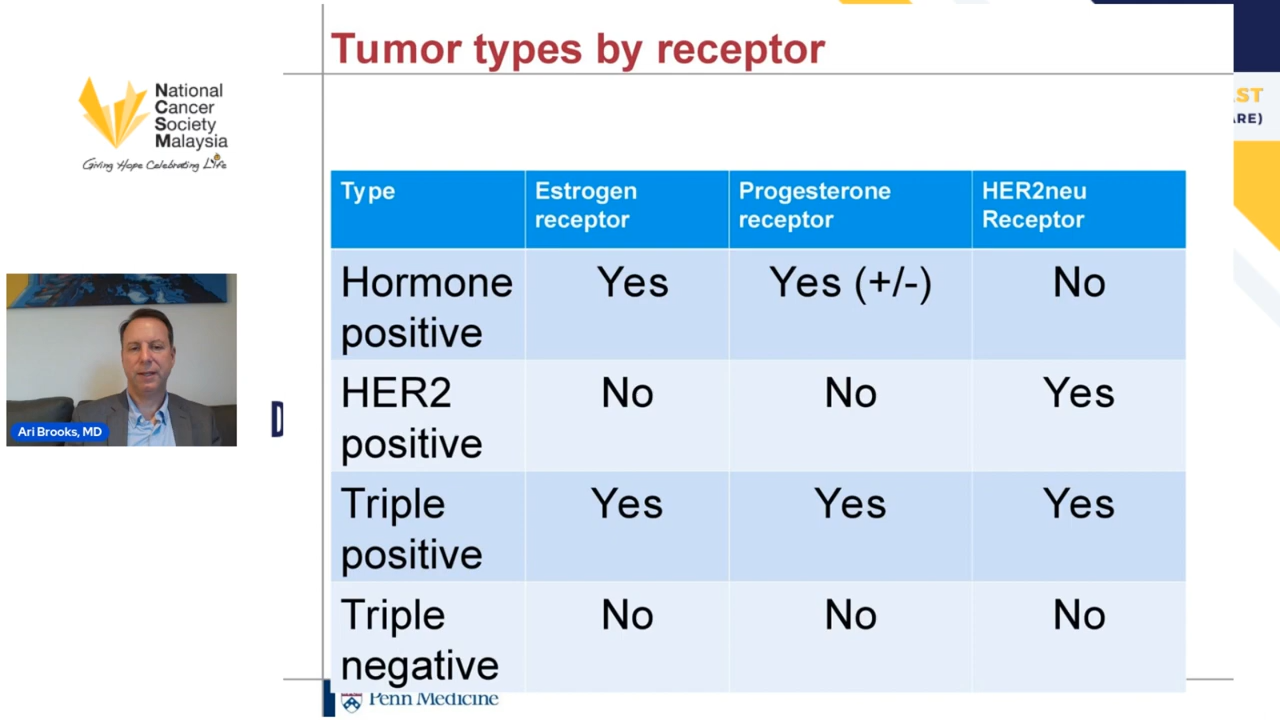 Tumor types by receptor
National
Cancer
Society
Malaysia
Giving Hope Celebrating Life
Type
Estrogen
receptor
Progesterone
receptor
HER2neu
Receptor
Hormone
positive
Yes
Yes (+/-)
No
HER2
positive
No
No
Yes
Triple
positive
Yes
Yes
Yes
Triple
negative
No
No
No
Ari Brooks, MD
Penn Medicine